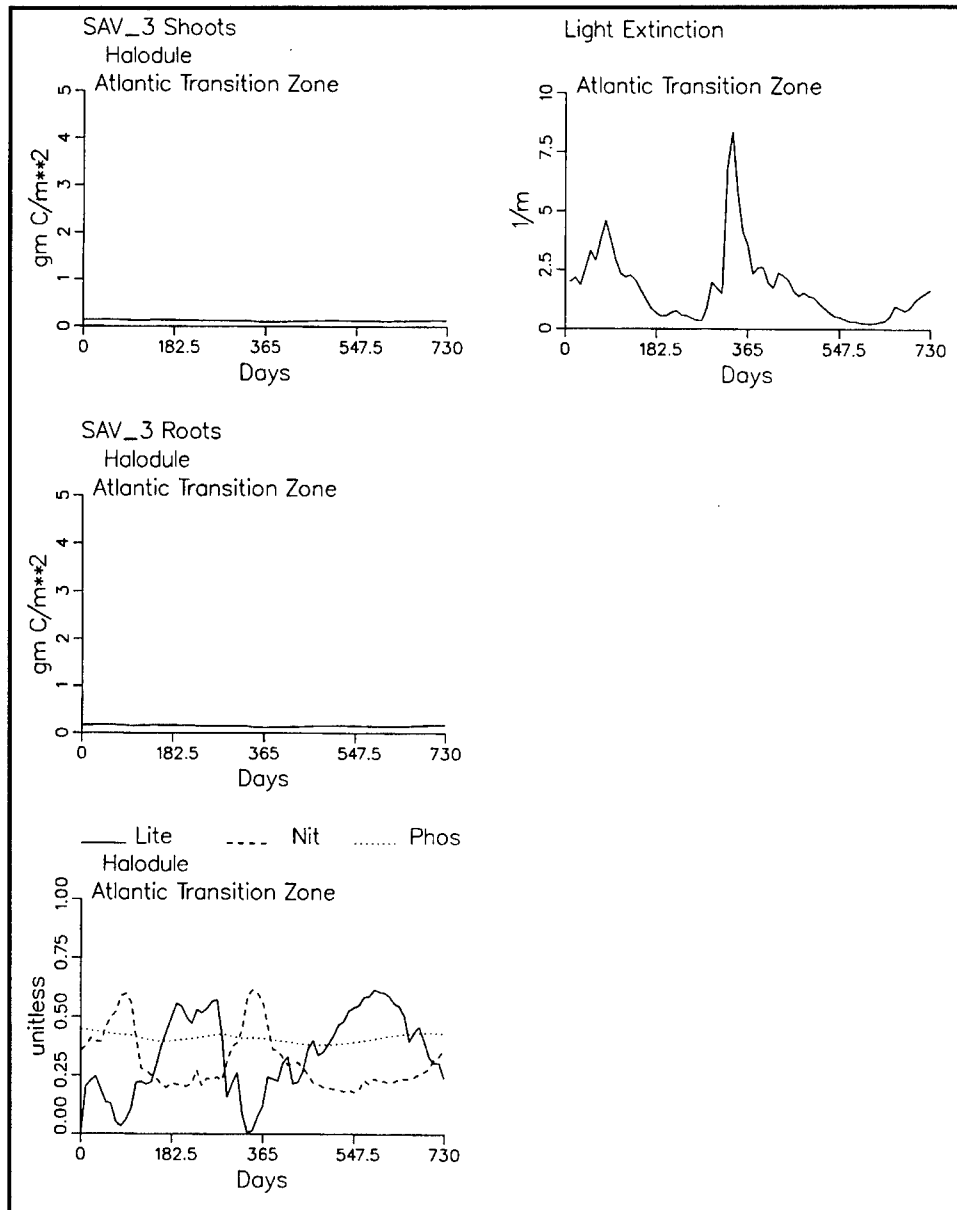 SAV_3 Shoots
Halodule
Atlantic Transition Zone
gm C/m**2
5
4
3
2
1
0
0 182.5 365 547.5 730
Days
Light Extinction
Atlantic Transition Zone
1/m
10
7.5
5
2.5
0
0 182.5 365 547.5 730
Days
SAV_3 Roots
Halodule
Atlantic Transition Zone
gm C/m**2
5
4
3
2
1
0
0 182.5 365 547.5 730
Days
Lite Nit Phos
Halodule
Atlantic Transition Zone
unitless
1.00
0.75
0.50
0.25
0.00
0 182.5 365 547.5 730
Days